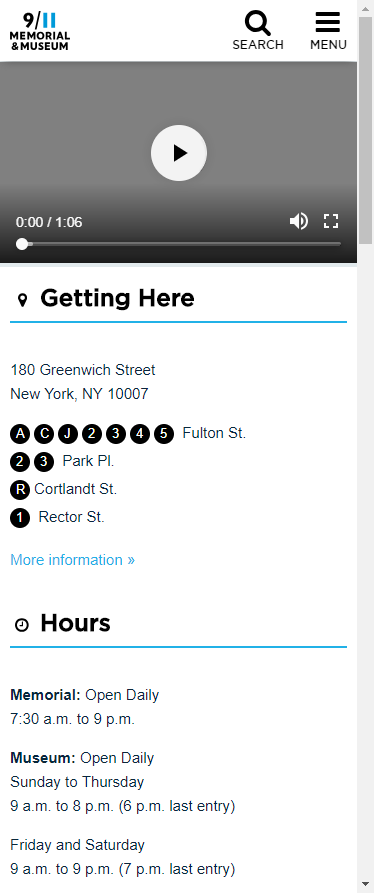 9/11
MEMORIAL
& MUSEUM
SEARCH
MENU
0:00 / 1:06
Getting Here
180 Greenwich Street
New York, NY 10007
A C J 2 3 4 5 Fulton St.
2 3 Park Pl.
R Cortlandt St.
1 Rector St.
More information »
Hours
Memorial: Open Daily
7:30 a.m. to 9 p.m.
Museum: Open Daily
Sunday to Thursday
9 a.m. to 8 p.m. (6 p.m. last entry)
Friday and Saturday
9 a.m. to 9 p.m. (7 p.m. last entry)